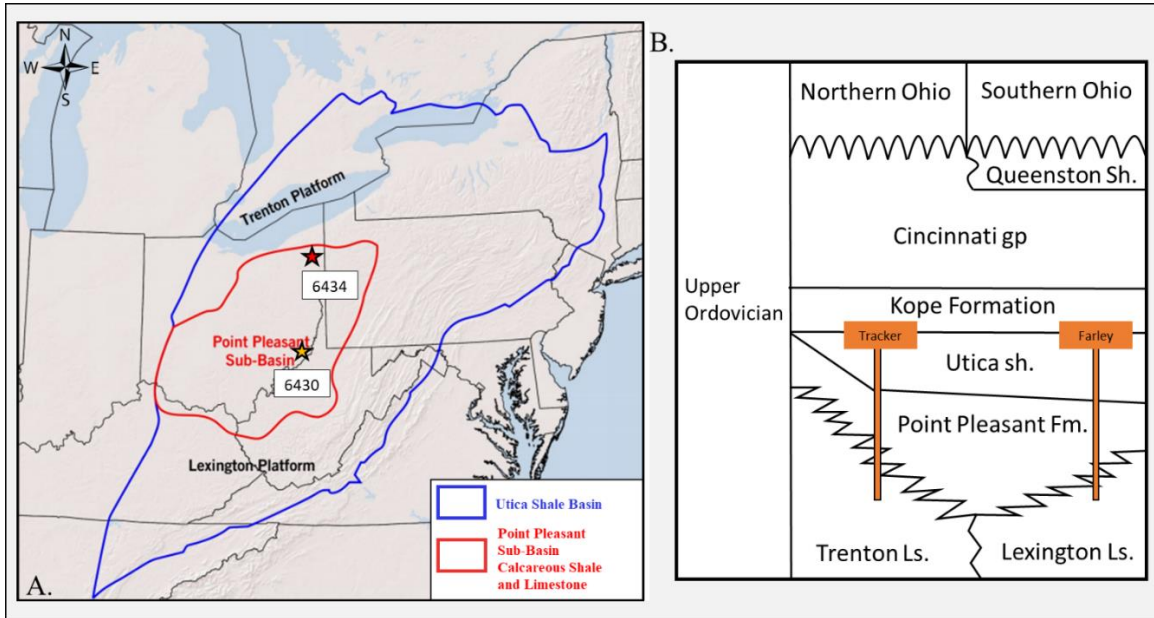 N
W E
S
Trenton Platform
6434
Point Pleasant
Sub-Basin
6430
Lexington Platform
Utica Shale Basin
Point Pleasant
Sub-Basin
Calcareous Shale
and Limestone
A.
B.
Northern Ohio
Southern Ohio
Queenston Sh.
Cincinnati gp
Upper
Ordovician
Kope Formation
Tracker
Farley
Utica sh.
Point Pleasant Fm.
Trenton Ls.
Lexington Ls.